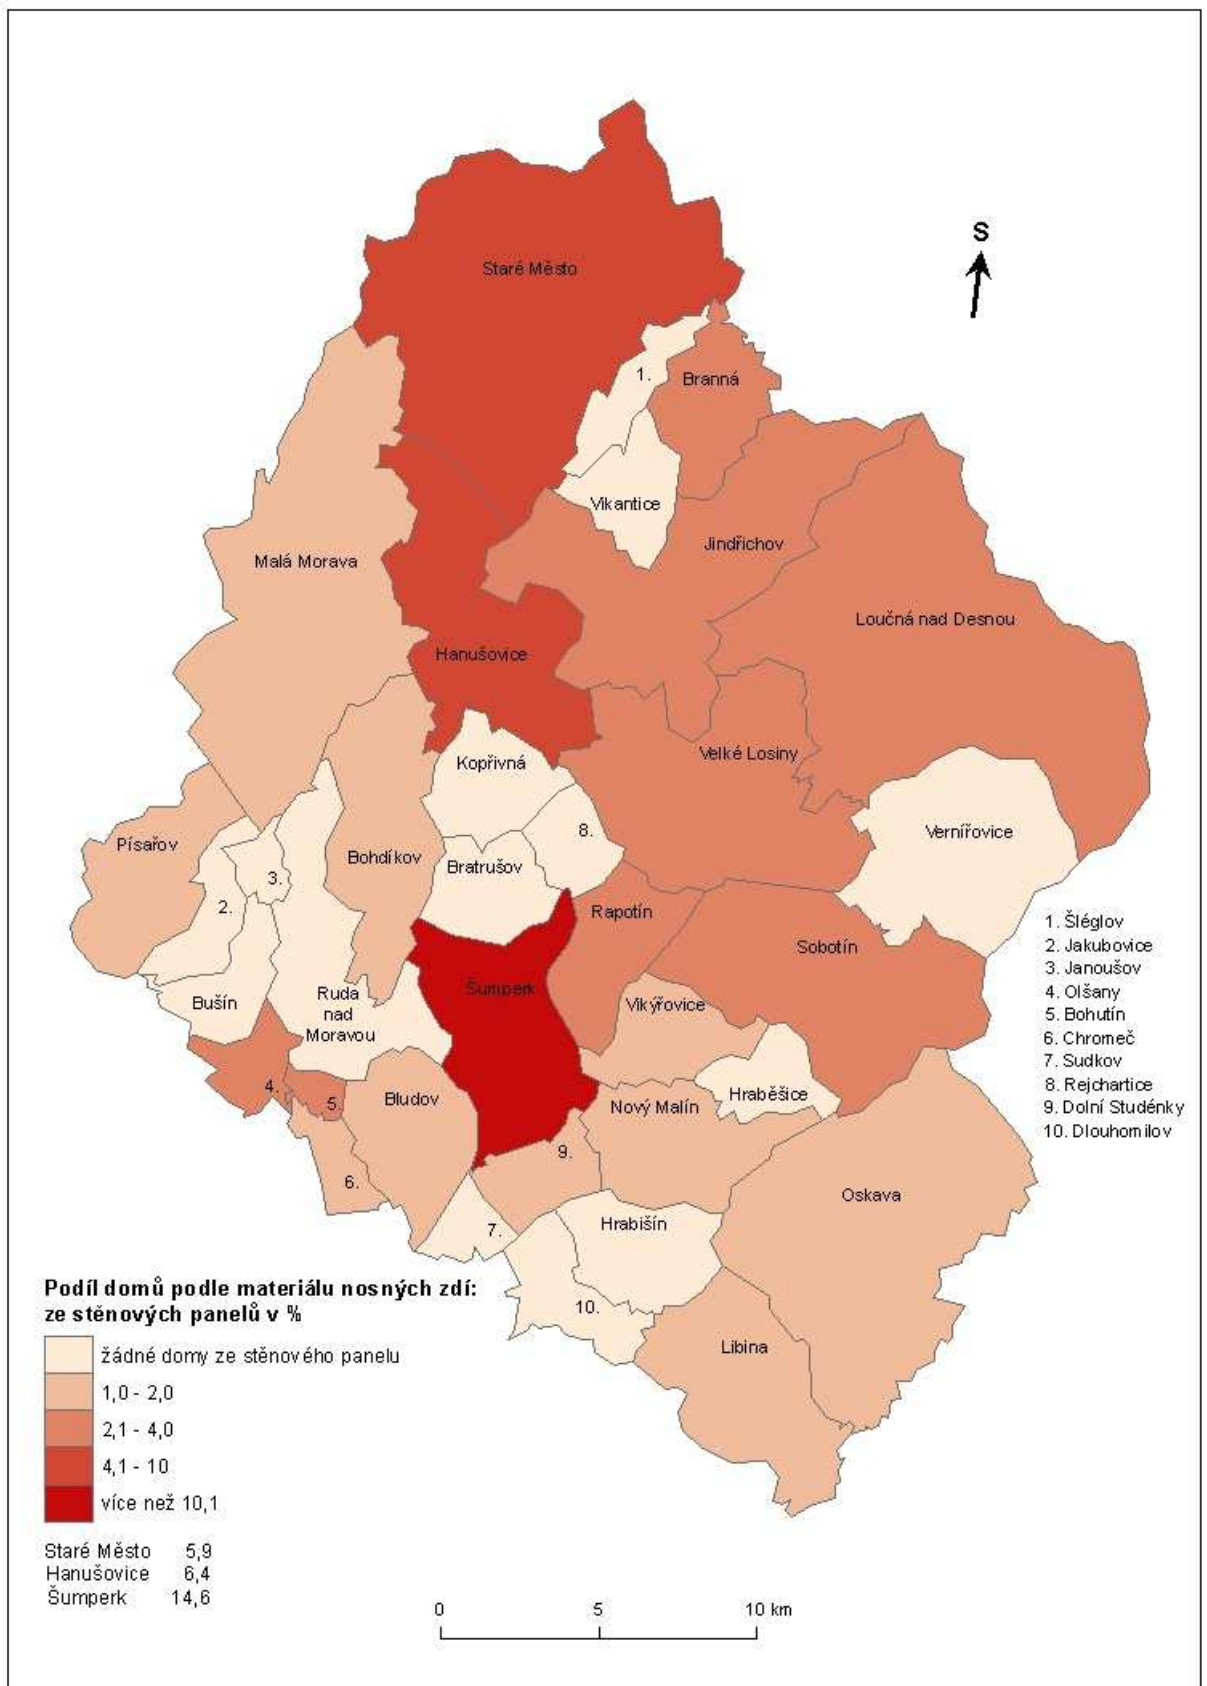 S
Staré Město
1.
Branná
Vikantice
Jindřichov
Malá Morava
Loučná nad Desnou
Hanušovice
Velké Losiny
Kopřivná
8.
Vernířovice
Písařov
Bohdíkov
Bratrušov
3.
2.
Rapotín
Sobotín
Šumperk
Vikýřovice
Bušín
Ruda
nad
Moravou
4.
5.
Bludov
Nový Malín
Hraběšice
9.
6.
Oskava
7.
Hrabišín
10.
Libina
1. Šléglov
2. Jakubovice
3. Janoušov
4. Olšany
5. Bohutín
6. Chromeč
7. Sudkov
8. Rejchartice
9. Dolní Studénky
10. Dlouhomilov
Podíl domů podle materiálu nosných zdí:
ze stěnových panelů v %
žádné domy ze stěnového panelu
1,0 - 2,0
2,1 - 4,0
4,1 - 10
více než 10,1
Staré Město 5,9
Hanušovice 6,4
Šumperk 14,6
0 5 10 km